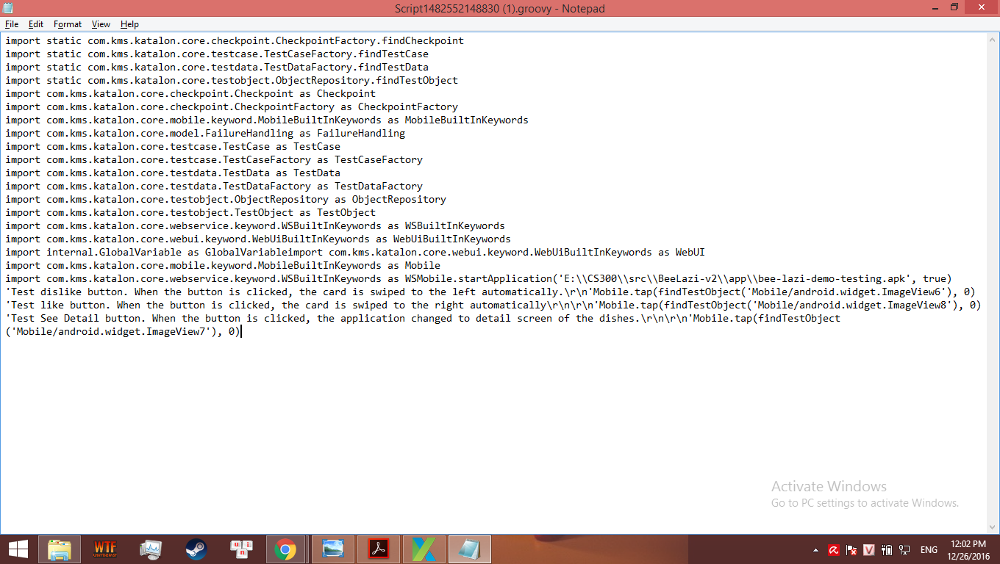 Script1482552148830 (1).groovy - Notepad
File Edit Format View Help
import static com.kms.katalon.core.checkpoint.CheckpointFactory.findCheckpoint
import static com.kms.katalon.core.testcase.TestCaseFactory.findTestCase
import static com.kms.katalon.core.testdata.TestDataFactory.findTestData
import static com.kms.katalon.core.testobject.ObjectRepository.findTestObject
import com.kms.katalon.core.checkpoint.Checkpoint as Checkpoint
import com.kms.katalon.core.checkpoint.CheckpointFactory as CheckpointFactory
import com.kms.katalon.core.mobile.keyword.MobileBuiltInKeywords as MobileBuiltInKeywords
import com.kms.katalon.core.model.FailureHandling as FailureHandling
import com.kms.katalon.core.testcase.TestCase as TestCase
import com.kms.katalon.core.testcase.TestCaseFactory as TestCaseFactory
import com.kms.katalon.core.testdata.TestData as TestData
import com.kms.katalon.core.testdata.TestDataFactory as TestDataFactory
import com.kms.katalon.core.testobject.ObjectRepository as ObjectRepository
import com.kms.katalon.core.testobject.TestObject as TestObject
import com.kms.katalon.core.webservice.keyword.WSBuiltInKeywords as WSBuiltInKeywords
import com.kms.katalon.core.webui.keyword.WebUiBuiltInKeywords as WebUiBuiltInKeywords
import internal.GlobalVariable as GlobalVariableimport com.kms.katalon.core.webui.keyword.WebUiBuiltInKeywords as WebUI
import com.kms.katalon.core.mobile.keyword.MobileBuiltInKeywords as Mobile
import com.kms.katalon.core.webservice.keyword.WSBuiltInKeywords as WSMobile.startApplication('E:\\CS300\\src\\BeeLazi-v2\\app\\bee-lazi-demo-testing.apk', true)
'Test dislike button. When the button is clicked, the card is swiped to the left automatically.\r\n'Mobile.tap(findTestObject('Mobile/android.widget.ImageView6'), 0)
'Test like button. When the button is clicked, the card is swiped to the right automatically\r\n\r\n'Mobile.tap(findTestObject('Mobile/android.widget.ImageView8'), 0)
'Test See Detail button. When the button is clicked, the application changed to detail screen of the dishes.\r\n\r\n'Mobile.tap(findTestObject
('Mobile/android.widget.ImageView7'), 0)
Activate Windows
Go to PC settings to activate Windows.
WTF
u i
n
V
ENG
12:02 PM
12/26/2016